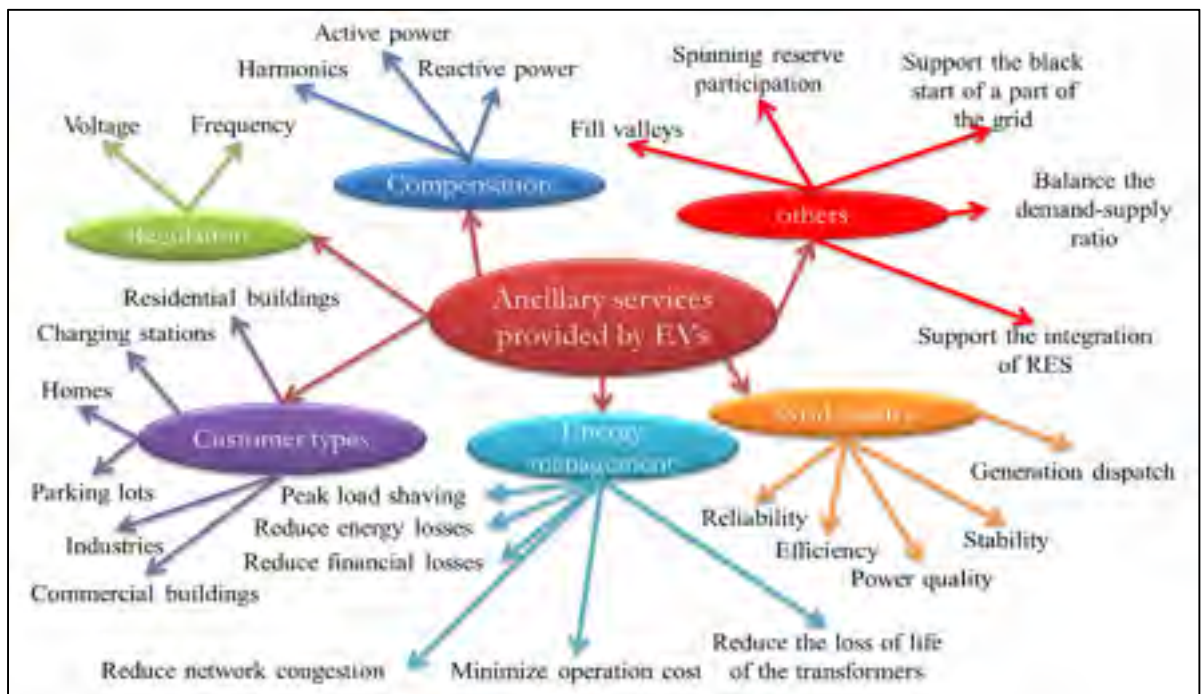 Active power
Harmonics
Reactive power
Voltage
Frequency
Compensation
Regulation
Spinning reserve
participation
Support the black
start of a part of
the grid
Fill valleys
others
Balance the
demand-supply
ratio
Support the integration
of RES
Ancillary services
provided by EVs
Residential buildings
Charging stations
Homes
Customer types
Parking lots
Industries
Commercial buildings
Energy
management
Peak load shaving
Reduce energy losses
Reduce financial losses
Reduce network congestion
Minimize operation cost
Reduce the loss of life
of the transformers
Generation dispatch
Reliability
Efficiency
Power quality
Stability